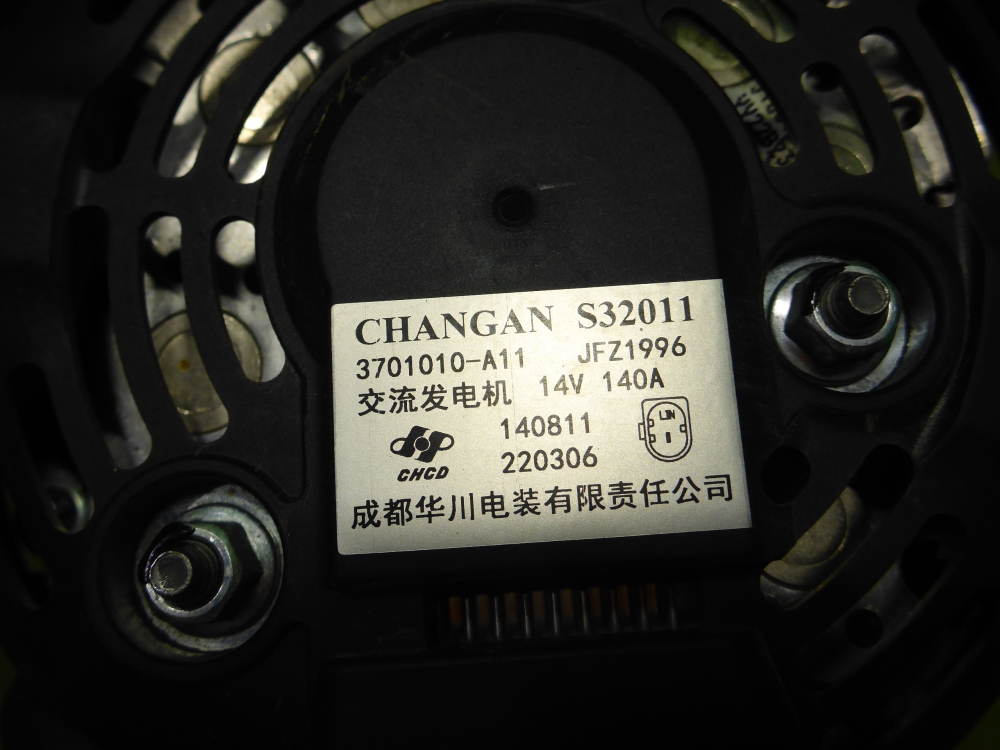 CHANGAN S32011
3701010-A11 JFZ1996
交流发电机 14V 140A
140811
LIN
CHCD
220306
成都华川电装有限责任公司